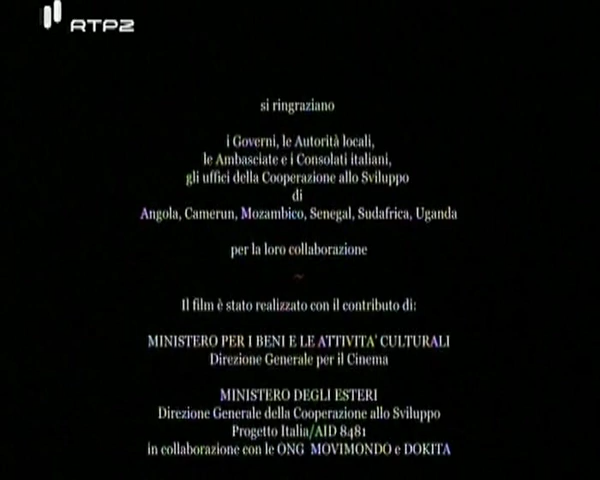 RTP2
si ringraziano
i Governi, le Autorità locali,
le Ambasciate e i Consolati italiani,
gli uffici della Cooperazione allo Sviluppo
di
Angola, Camerun, Mozambico, Senegal, Sudafrica, Uganda
per la loro collaborazione
~
Il film è stato realizzato con il contributo di:
MINISTERO PER I BENI E LE ATTIVITA' CULTURALI
Direzione Generale per il Cinema
MINISTERO DEGLI ESTERI
Direzione Generale della Cooperazione allo Sviluppo
Progetto Italia/AID 8481
in collaborazione con le ONG MOVIMONDO e DOKITA